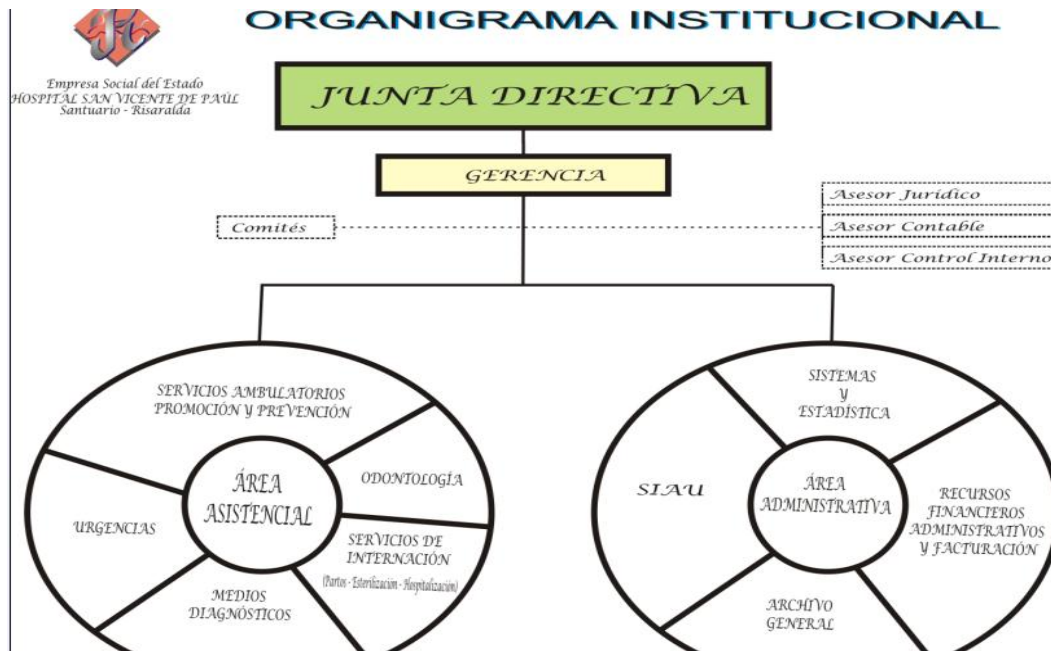 ORGANIGRAMA INSTITUCIONAL
Empresa Social del Estado
HOSPITAL SAN VICENTE DE PAÚL
Santuario - Risaralda
JUNTA DIRECTIVA
GERENCIA
Comités
Asesor Jurídico
Asesor Contable
Asesor Control Interno
SERVICIOS AMBULATORIOS
PROMOCIÓN Y PREVENCIÓN
ODONTOLOGÍA
ÁREA
ASISTENCIAL
URGENCIAS
SERVICIOS DE
INTERNACIÓN
(Partos - Esterilización - Hospitalización)
MEDIOS
DIAGNÓSTICOS
SISTEMAS
Y
ESTADÍSTICA
SIAU
ÁREA
ADMINISTRATIVA
RECURSOS
FINANCIEROS
ADMINISTRATIVOS
Y FACTURACIÓN
ARCHIVO
GENERAL